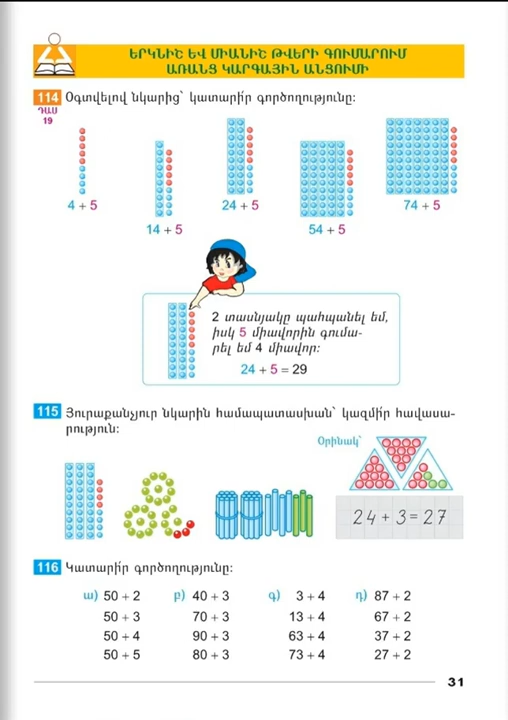 ԵՐԿՆԻՇ ԵՎ ՄԻԱՆԻՇ ԹՎԵՐԻ ԳՈՒՄԱՐՈՒՄ
ԱՌԱՆՑ ԿԱՐԳԱՅԻՆ ԱՆՑՈՒՄԻ
114 Օգտվելով նկարից՝ կատարի՛ր գործողությունը:
ԴԱՍ
19
4 + 5
24 + 5
74 + 5
14 + 5
54 + 5
2 տասնյակը պահպանել եմ,
իսկ 5 միավորին գումա-
րել եմ 4 միավոր:
24 + 5 = 29
115 Յուրաքանչյուր նկարին համապատասխան՝ կազմի՛ր հավասա-
րություն:
Օրինակ՝
24 + 3 = 27
116 Կատարի՛ր գործողությունը:
ա) 50 + 2 բ) 40 + 3 գ) 3 + 4 դ) 87 + 2
50 + 3 70 + 3 13 + 4 67 + 2
50 + 4 90 + 3 63 + 4 37 + 2
50 + 5 80 + 3 73 + 4 27 + 2
31